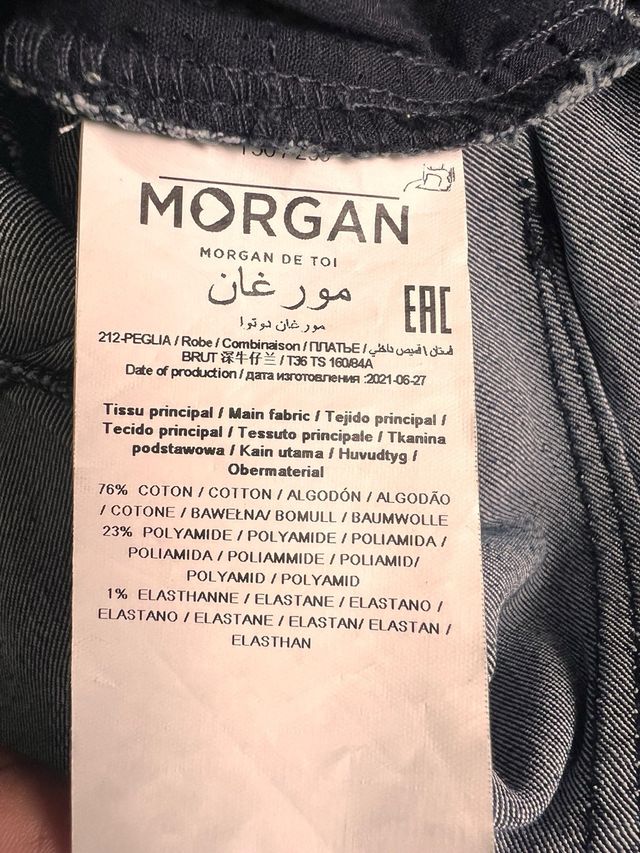 MORGAN
MORGAN DE TOI
مورغان
مورغان دو توا
EAC
212-PEGLIA / Robe / Combinaison / ПЛАТЬЕ / فستان \ قميص داخلي
BRUT 深牛仔兰 / T36 TS 160/84A
Date of production / дата изготовления :2021-06-27
Tissu principal / Main fabric / Tejido principal /
Tecido principal / Tessuto principale / Tkanina
podstawowa / Kain utama / Huvudtyg /
Obermaterial
76% COTON / COTTON / ALGODÓN / ALGODÃO
/ COTONE / BAWEŁNA/ BOMULL / BAUMWOLLE
23% POLYAMIDE / POLYAMIDE / POLIAMIDA /
POLIAMIDA / POLIAMMIDE / POLIAMID/
POLYAMID / POLYAMID
1% ELASTHANNE / ELASTANE / ELASTANO /
ELASTANO / ELASTANE / ELASTAN/ ELASTAN /
ELASTHAN